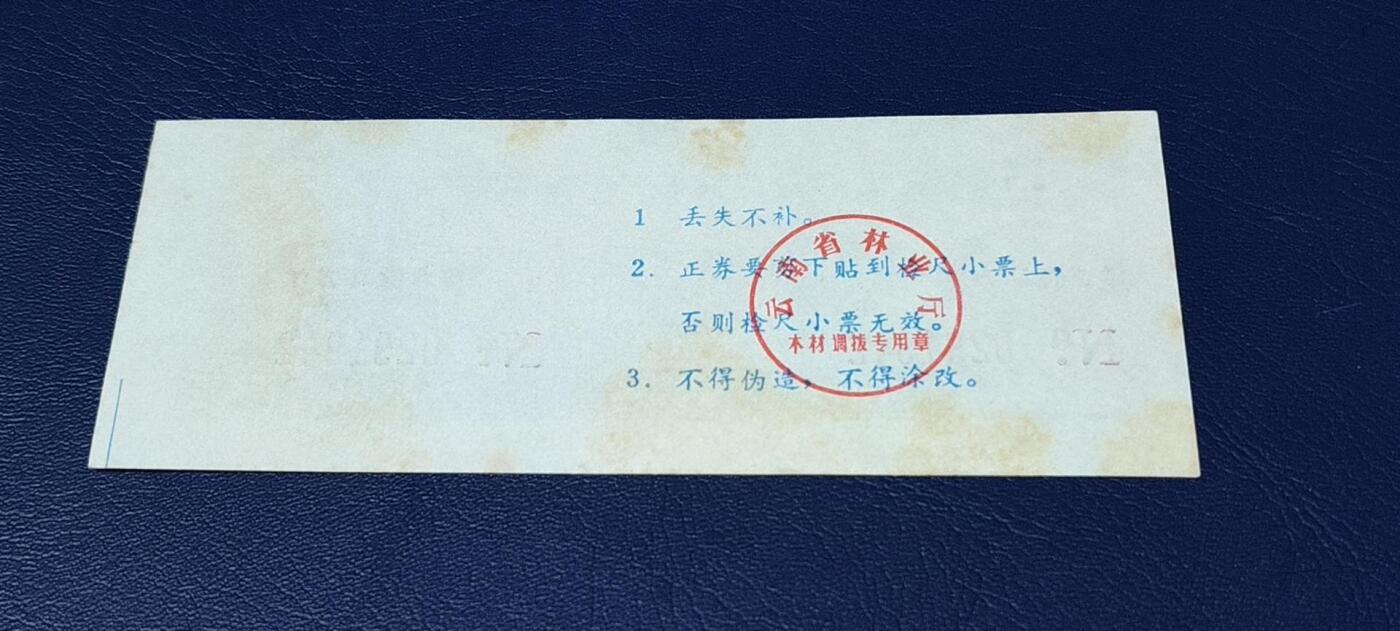 1 丢失不补。
2. 正券要剪下贴到检尺小票上，
否则检尺小票无效。
3. 不得伪造，不得涂改。
云南省林业厅
木材调拨专用章